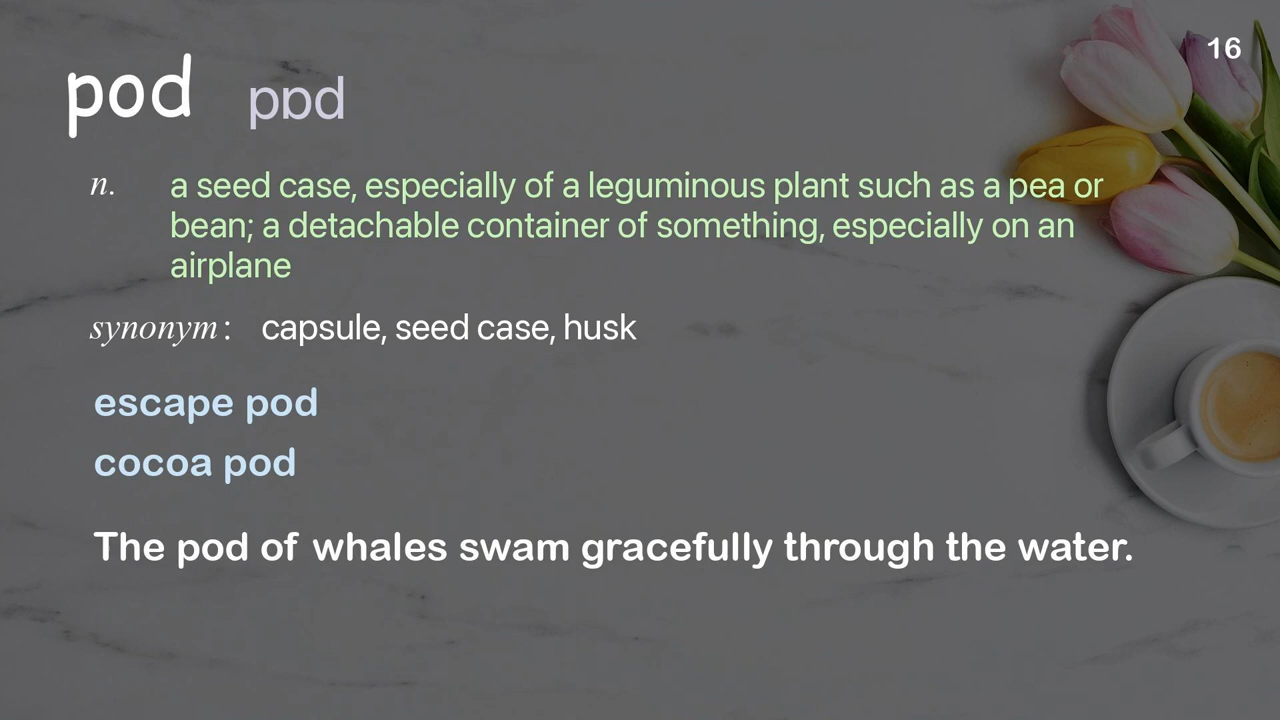 16
pod pɒd
n. a seed case, especially of a leguminous plant such as a pea or
bean; a detachable container of something, especially on an
airplane
synonym : capsule, seed case, husk
escape pod
cocoa pod
The pod of whales swam gracefully through the water.